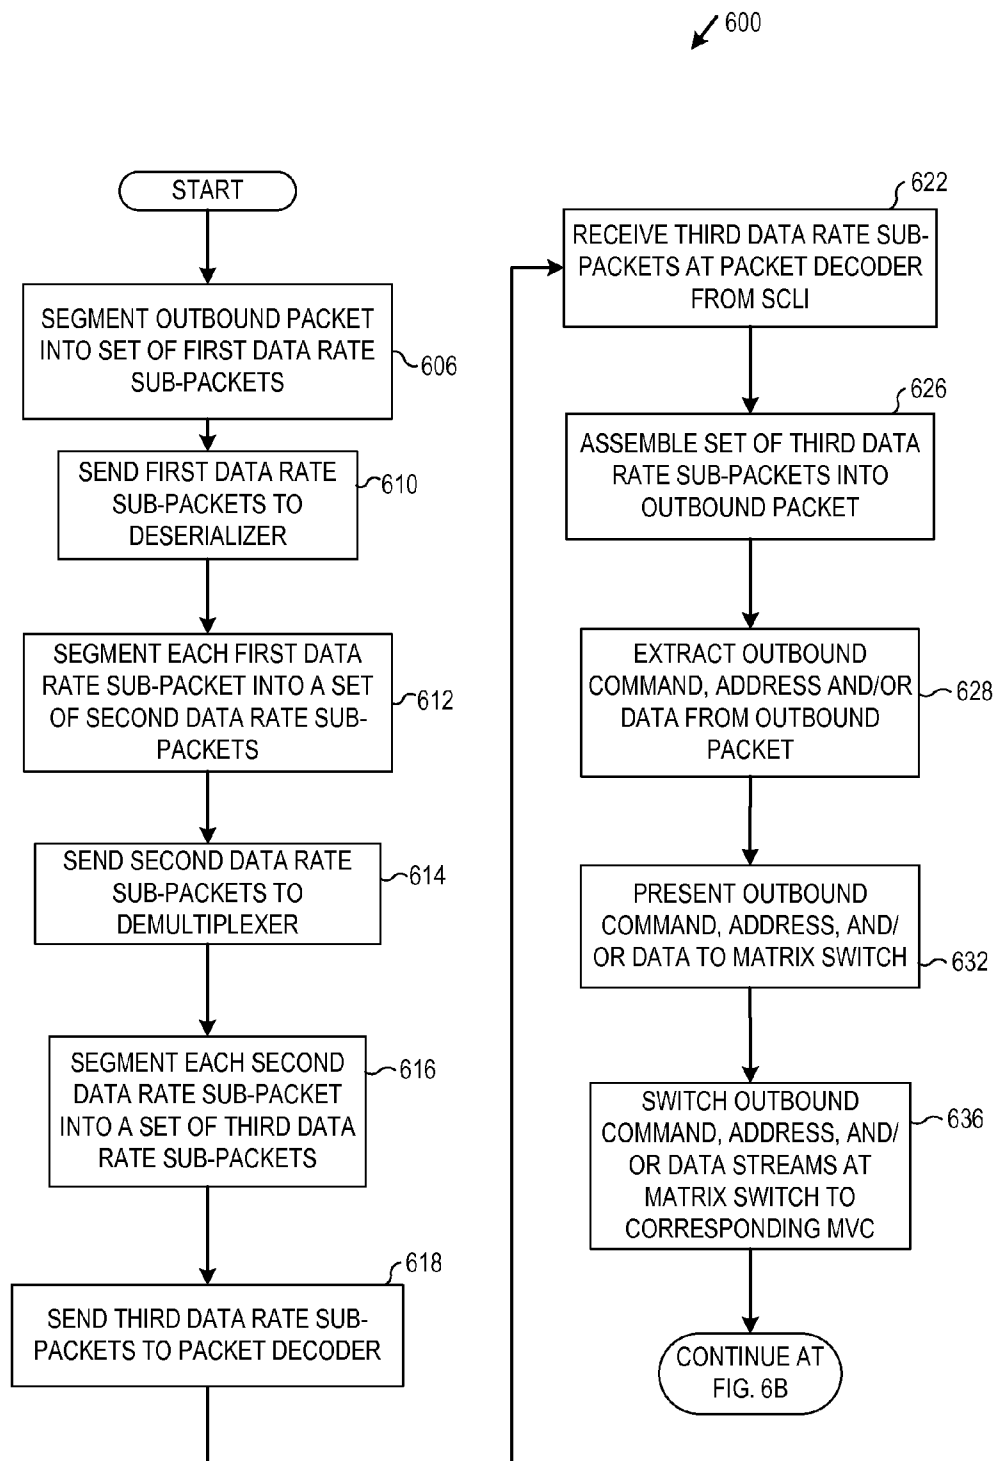 600
START
SEGMENT OUTBOUND PACKET
INTO SET OF FIRST DATA RATE
SUB-PACKETS
606
SEND FIRST DATA RATE
SUB-PACKETS TO
DESERIALIZER
610
SEGMENT EACH FIRST DATA
RATE SUB-PACKET INTO A SET
OF SECOND DATA RATE SUB-
PACKETS
612
SEND SECOND DATA RATE
SUB-PACKETS TO
DEMULTIPLEXER
614
SEGMENT EACH SECOND
DATA RATE SUB-PACKET
INTO A SET OF THIRD DATA
RATE SUB-PACKETS
616
618
SEND THIRD DATA RATE SUB-
PACKETS TO PACKET DECODER
622
RECEIVE THIRD DATA RATE SUB-
PACKETS AT PACKET DECODER
FROM SCLI
626
ASSEMBLE SET OF THIRD DATA
RATE SUB-PACKETS INTO
OUTBOUND PACKET
EXTRACT OUTBOUND
COMMAND, ADDRESS AND/OR
DATA FROM OUTBOUND
PACKET
628
PRESENT OUTBOUND
COMMAND, ADDRESS, AND/
OR DATA TO MATRIX SWITCH
632
SWITCH OUTBOUND
COMMAND, ADDRESS, AND/
OR DATA STREAMS AT
MATRIX SWITCH TO
CORRESPONDING MVC
636
CONTINUE AT
FIG. 6B